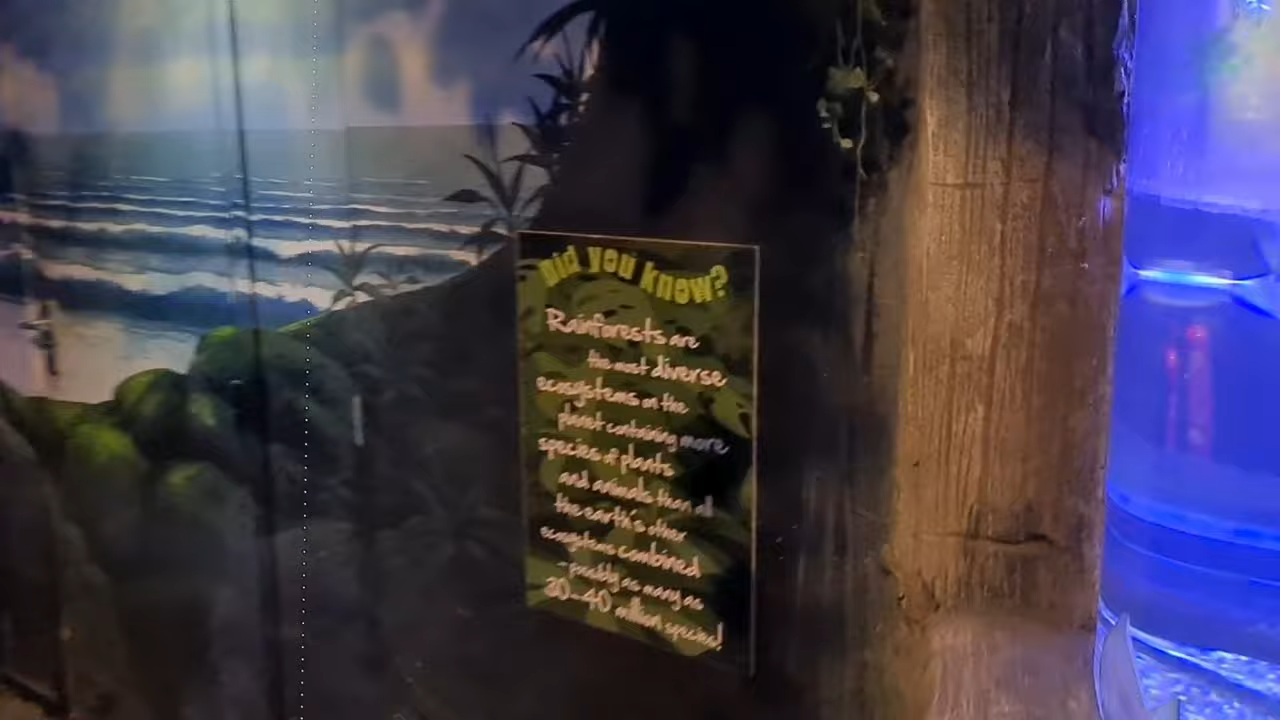 Did you know?
Rainforests are
the most diverse
ecosystems on the
planet containing more
species of plants
and animals than all
the earth's other
ecosystems combined
- possibly as many as
30-40 million species!